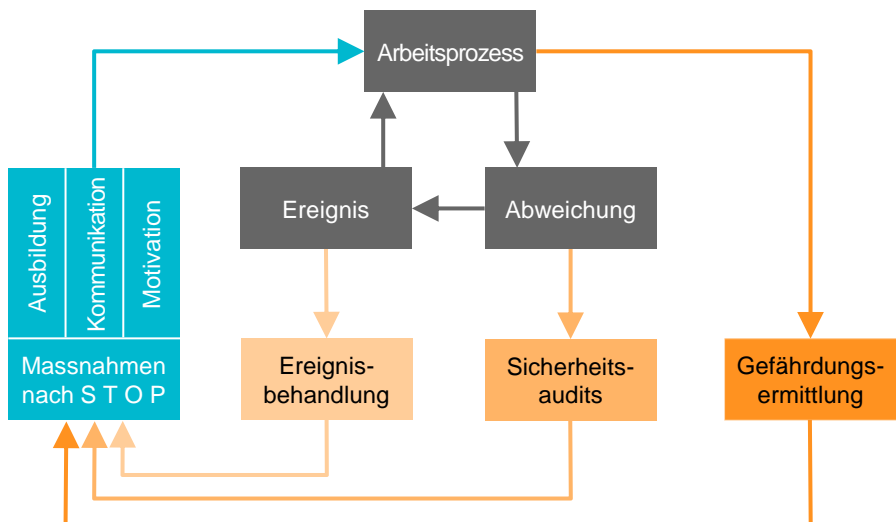 Arbeitsprozess
Ausbildung
Kommunikation
Motivation
Ereignis
Abweichung
Massnahmen
nach S T O P
Ereignis-
behandlung
Sicherheits-
audits
Gefährdungs-
ermittlung